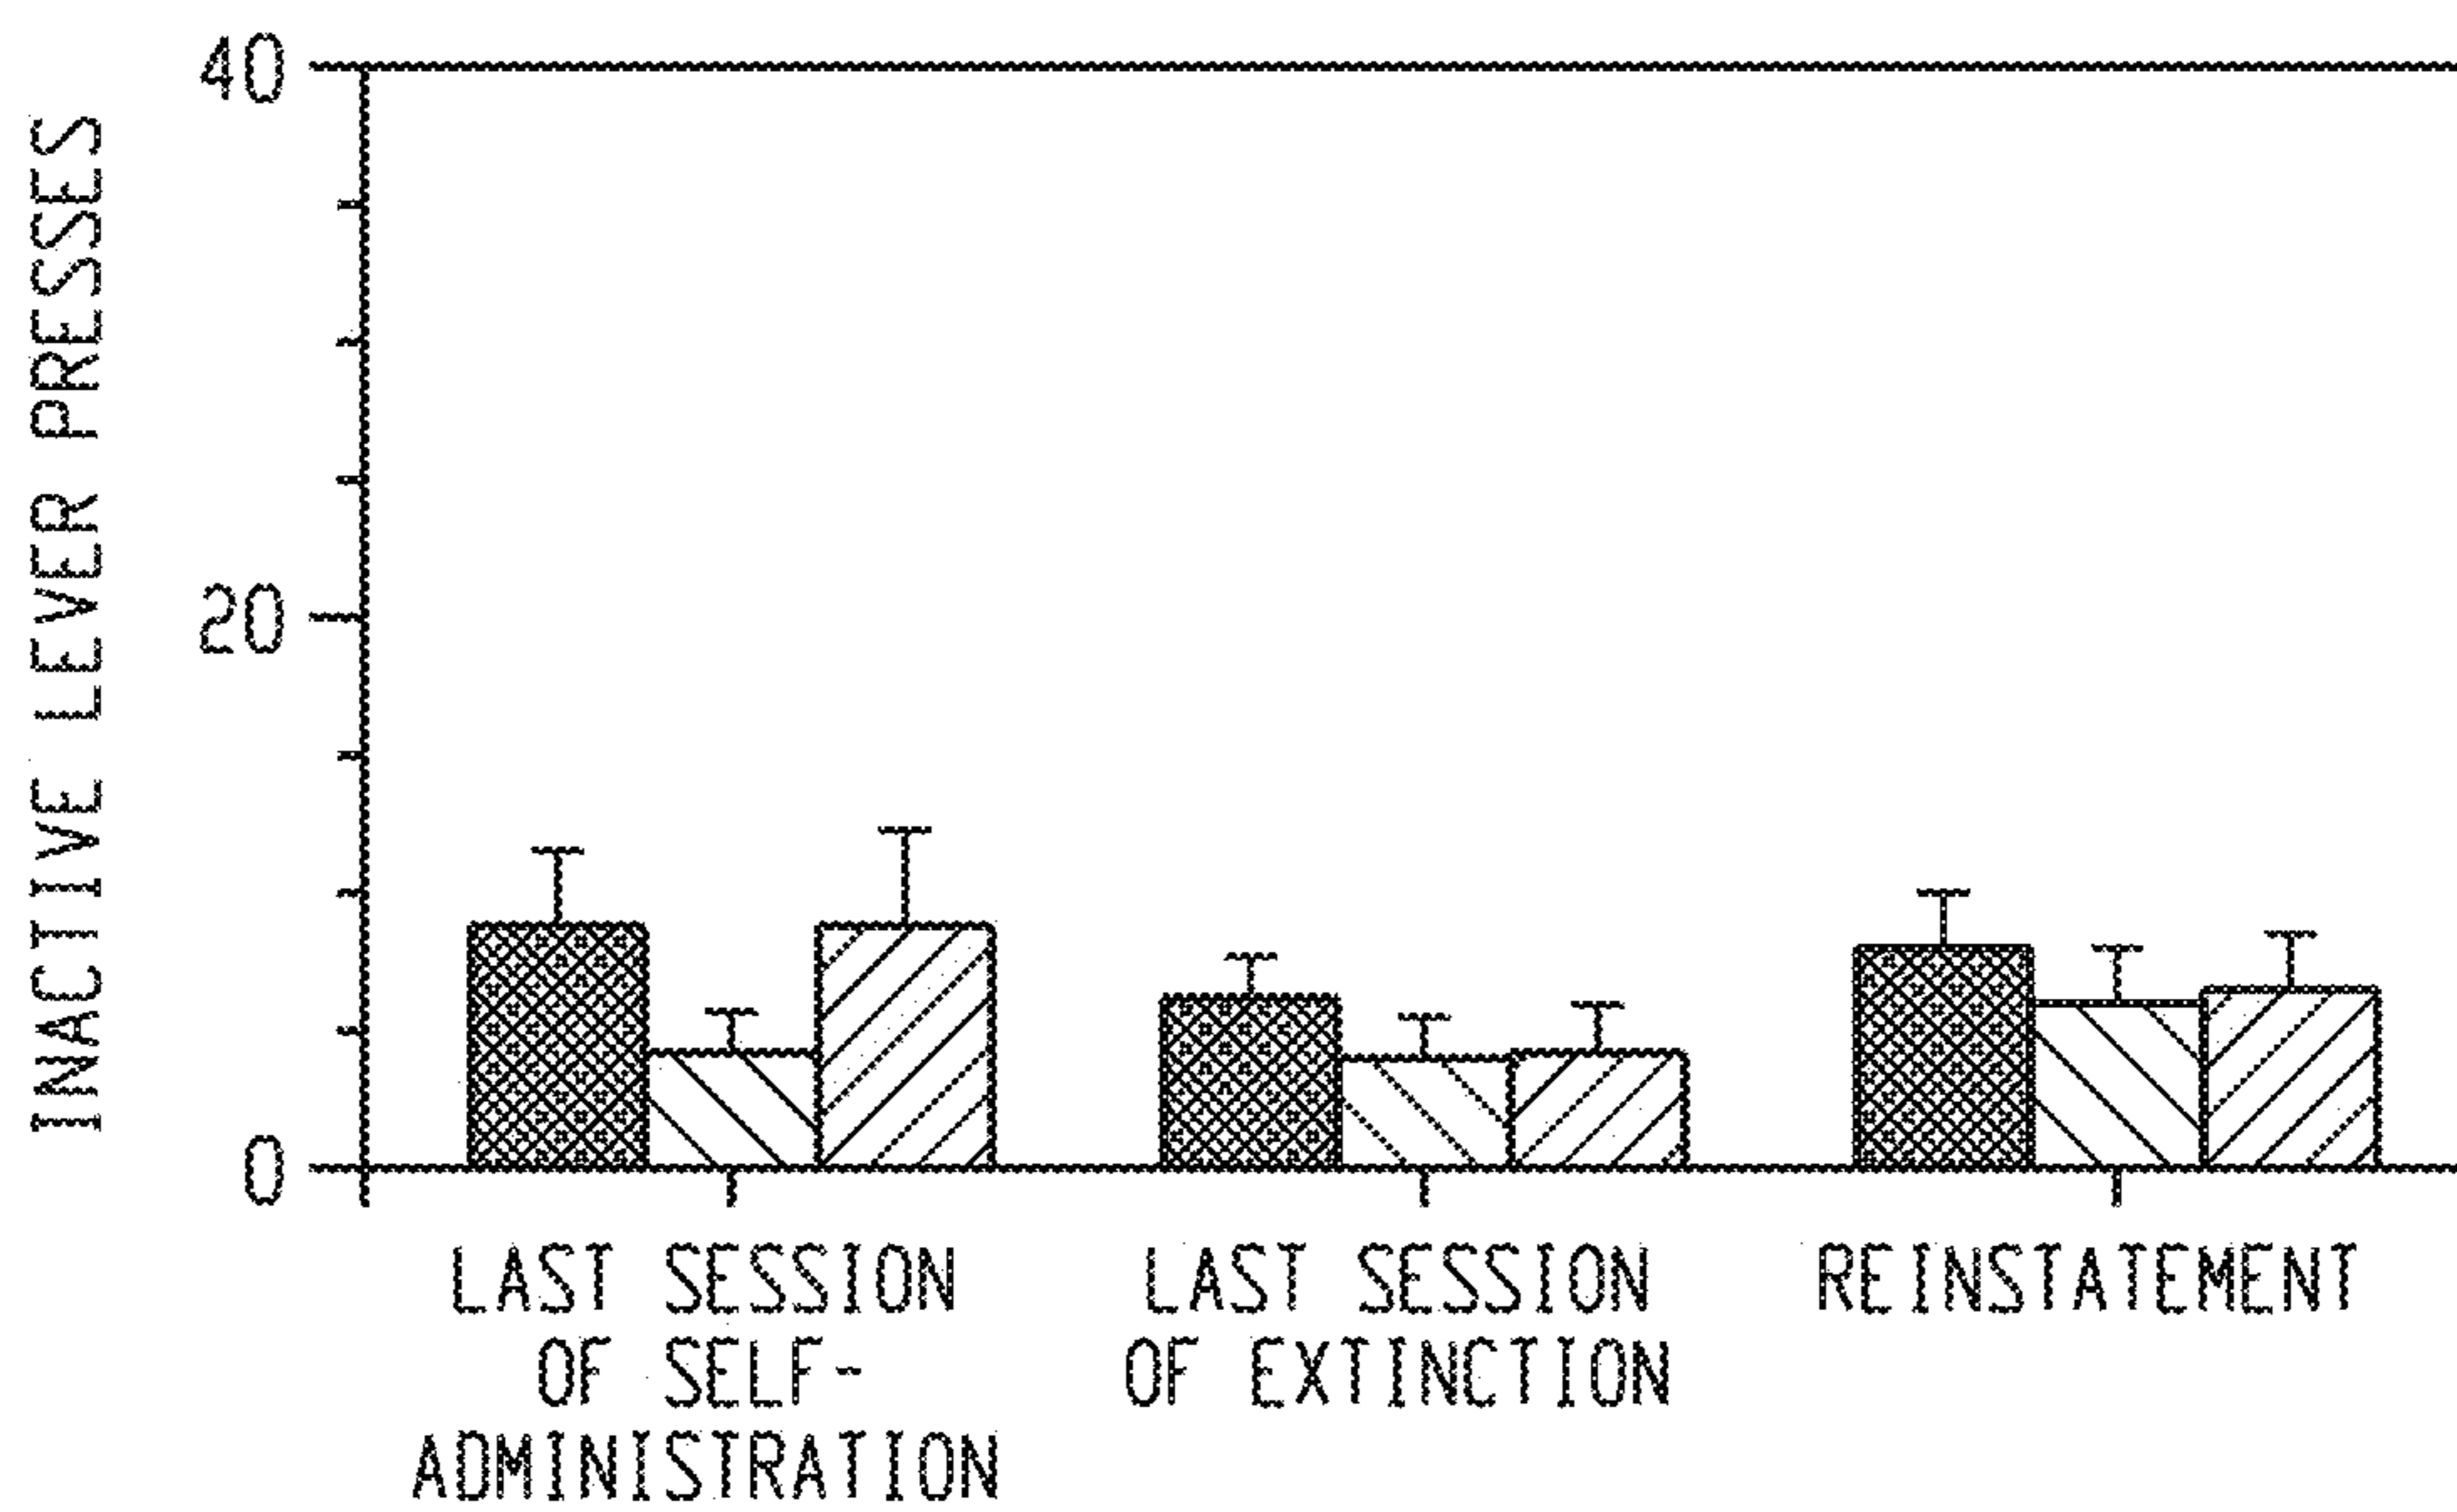 INACTIVE LEVER PRESSES
40
20
0
LAST SESSION
OF SELF-
ADMINISTRATION
LAST SESSION
OF EXTINCTION
REINSTATEMENT